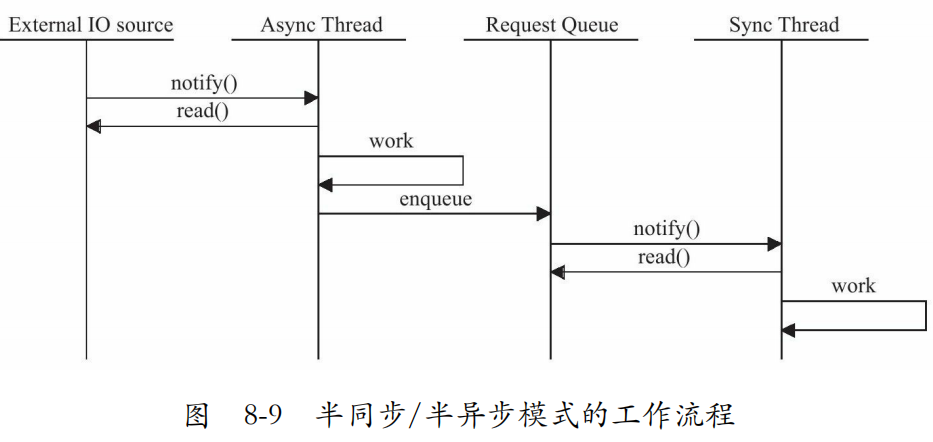 External IO source Async Thread Request Queue Sync Thread
notify()
read()
work
enqueue
notify()
read()
work
图 8-9 半同步/半异步模式的工作流程